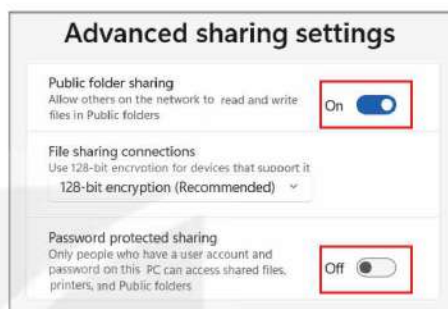 Advanced sharing settings
Public folder sharing
Allow others on the network to read and write
files in Public folders
On
File sharing connections
Use 128-bit encryption for devices that support it
128-bit encryption (Recommended)
Password protected sharing
Only people who have a user account and
password on this PC can access shared files,
printers, and Public folders
Off